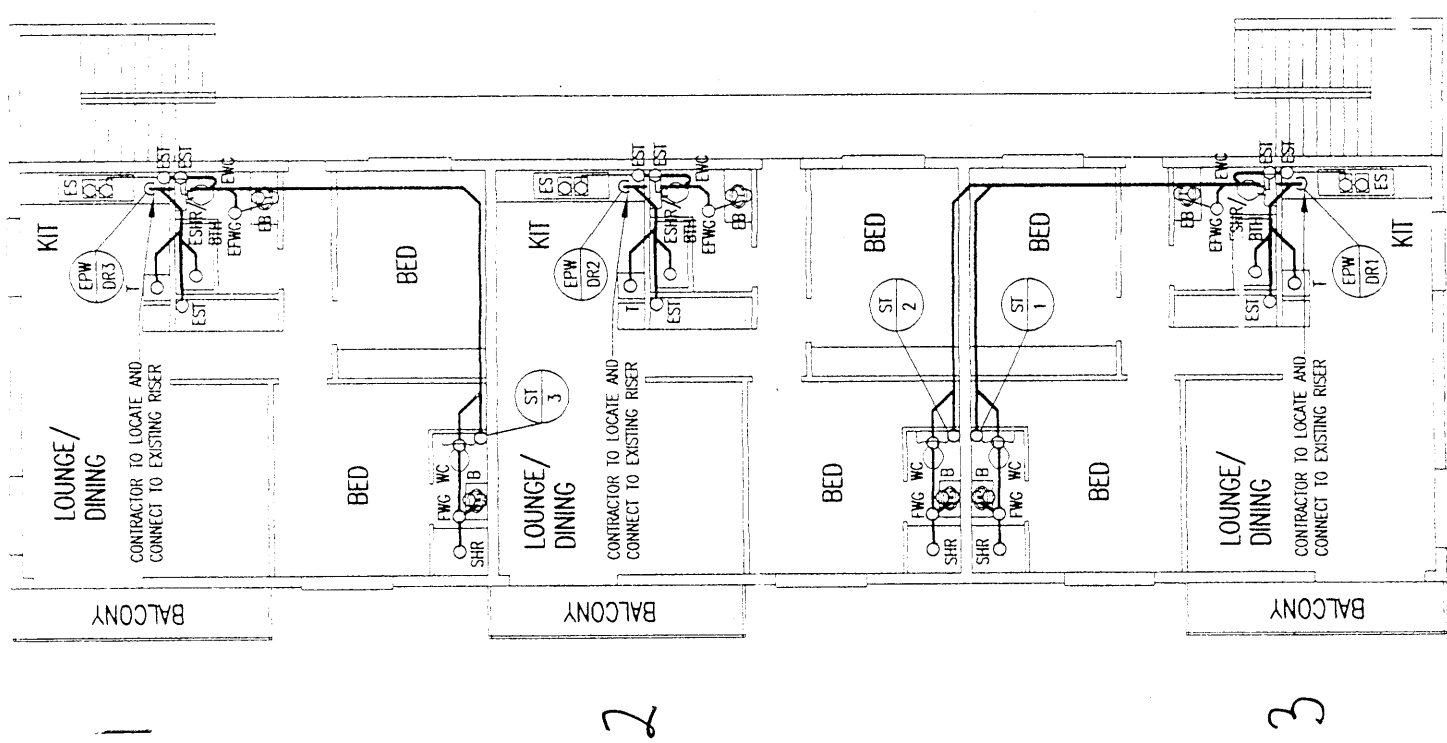 KIT
ES
EST
EST
EWC
ESHR/
BTH
EFWG
EB
EPW
DR3
T
EST
BED
LOUNGE/
DINING
CONTRACTOR TO LOCATE AND
CONNECT TO EXISTING RISER
BED
ST
3
FWG
WC
B
SHR
BALCONY
1
KIT
ES
EST
EST
EWC
ESHR/
BTH
EFWG
EB
EPW
DR2
T
EST
BED
LOUNGE/
DINING
CONTRACTOR TO LOCATE AND
CONNECT TO EXISTING RISER
BED
ST
2
FWG
WC
B
SHR
BALCONY
2
BED
ST
1
B
FWG
WC
SHR
BED
EB
EFWG
ESHR/
BTH
EWC
EST
EST
ES
EST
T
EPW
DR1
KIT
LOUNGE/
DINING
CONTRACTOR TO LOCATE AND
CONNECT TO EXISTING RISER
BALCONY
3